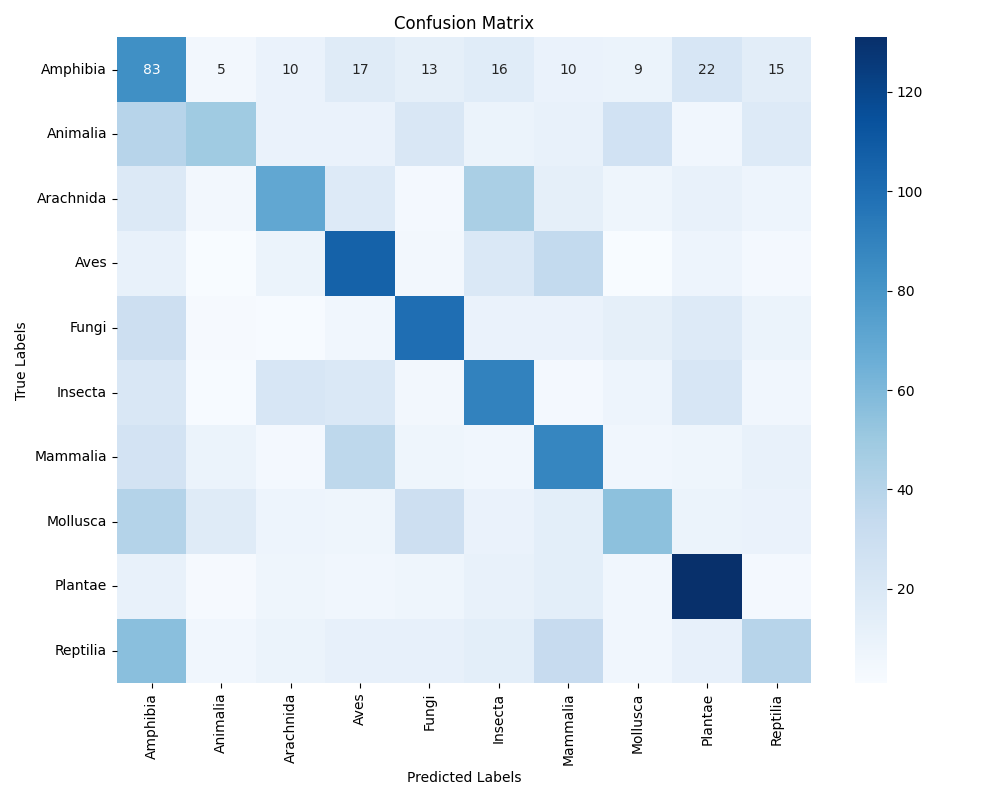 Confusion Matrix
True Labels
Amphibia 83 5 10 17 13 16 10 9 22 15
Animalia
Arachnida
Aves
Fungi
Insecta
Mammalia
Mollusca
Plantae
Reptilia
Amphibia Animalia Arachnida Aves Fungi Insecta Mammalia Mollusca Plantae Reptilia
Predicted Labels
120
100
80
60
40
20